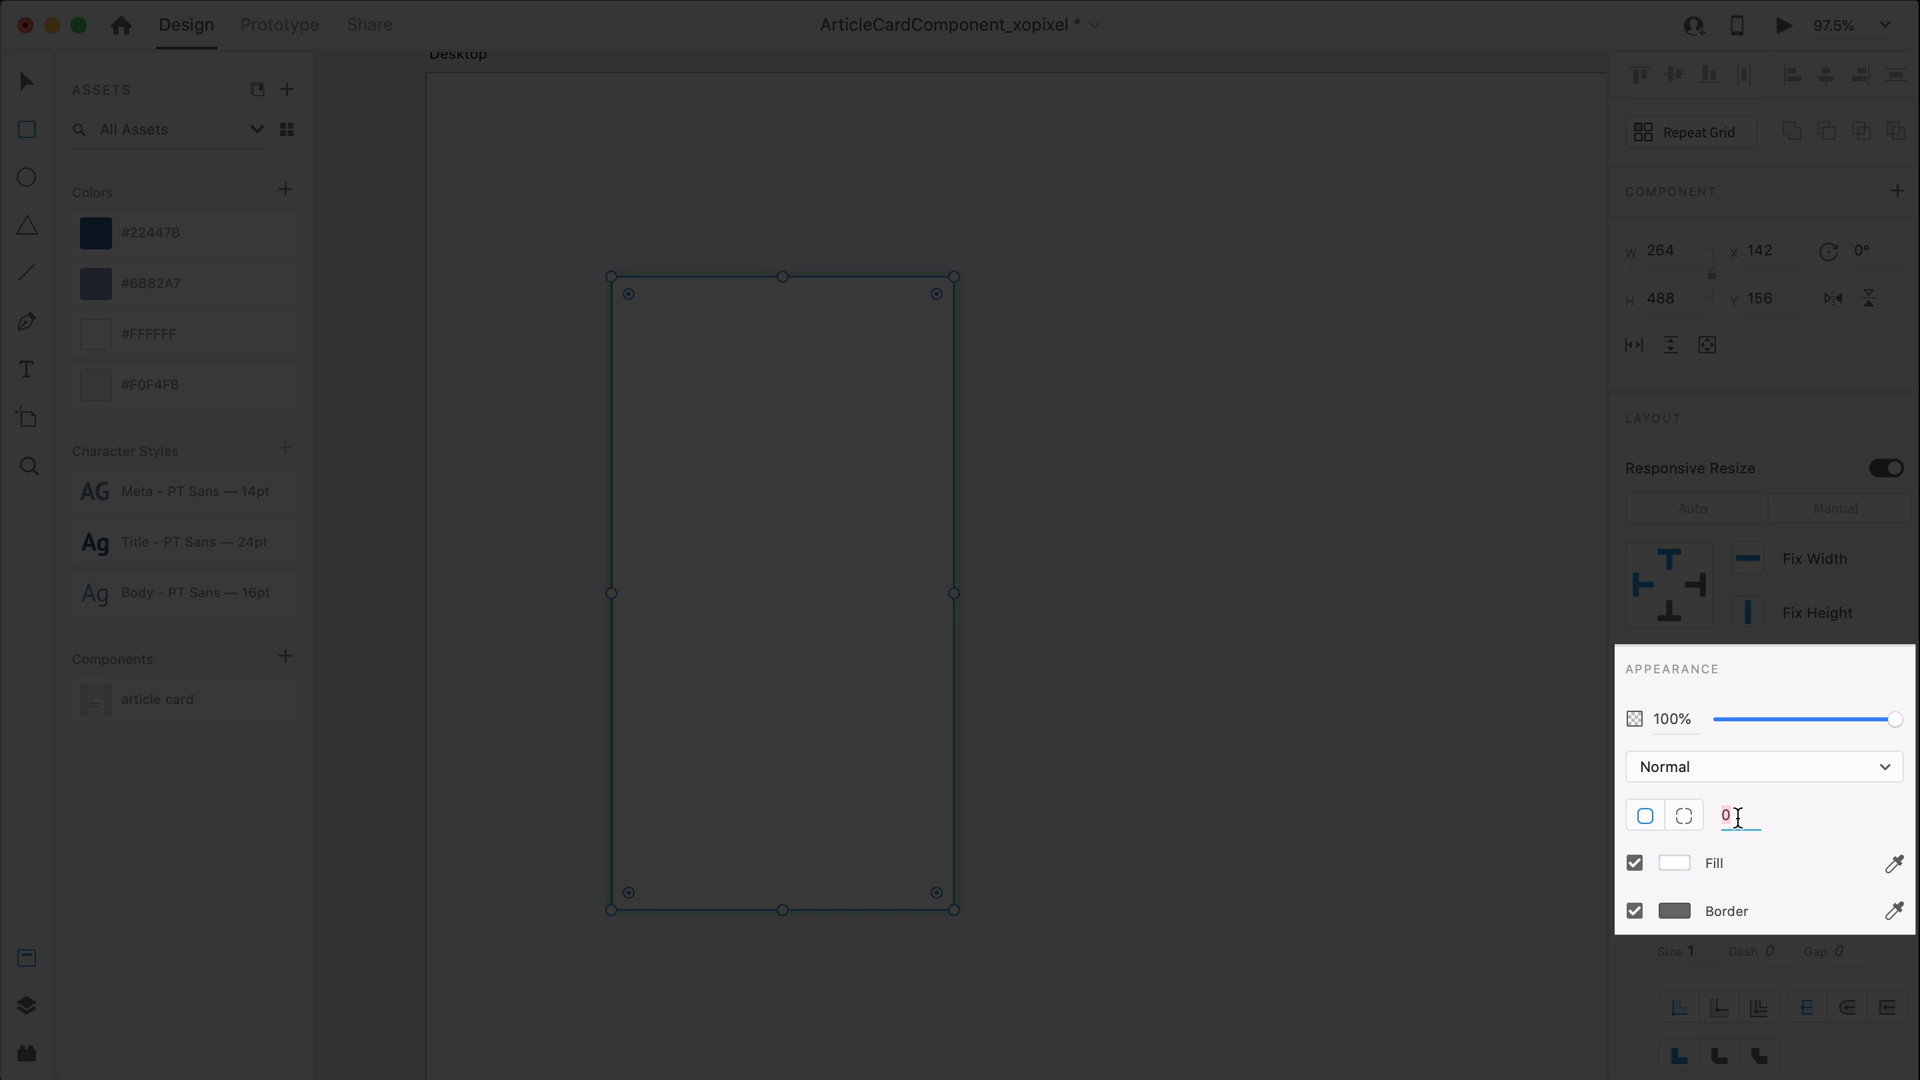 Design Prototype Share
ArticleCardComponent_xopixel *
97.5%
Desktop
ASSETS
All Assets
Colors
#22447B
#6B82A7
#FFFFFF
#F0F4FB
Character Styles
AG Meta - PT Sans — 14pt
Ag Title - PT Sans — 24pt
Ag Body - PT Sans — 16pt
Components
article card
T
Repeat Grid
COMPONENT
W 264 X 142 0°
H 488 Y 156
LAYOUT
Responsive Resize
Auto Manual
Fix Width
Fix Height
APPEARANCE
100%
Normal
0
Fill
Border
Size 1 Dash 0 Gap 0